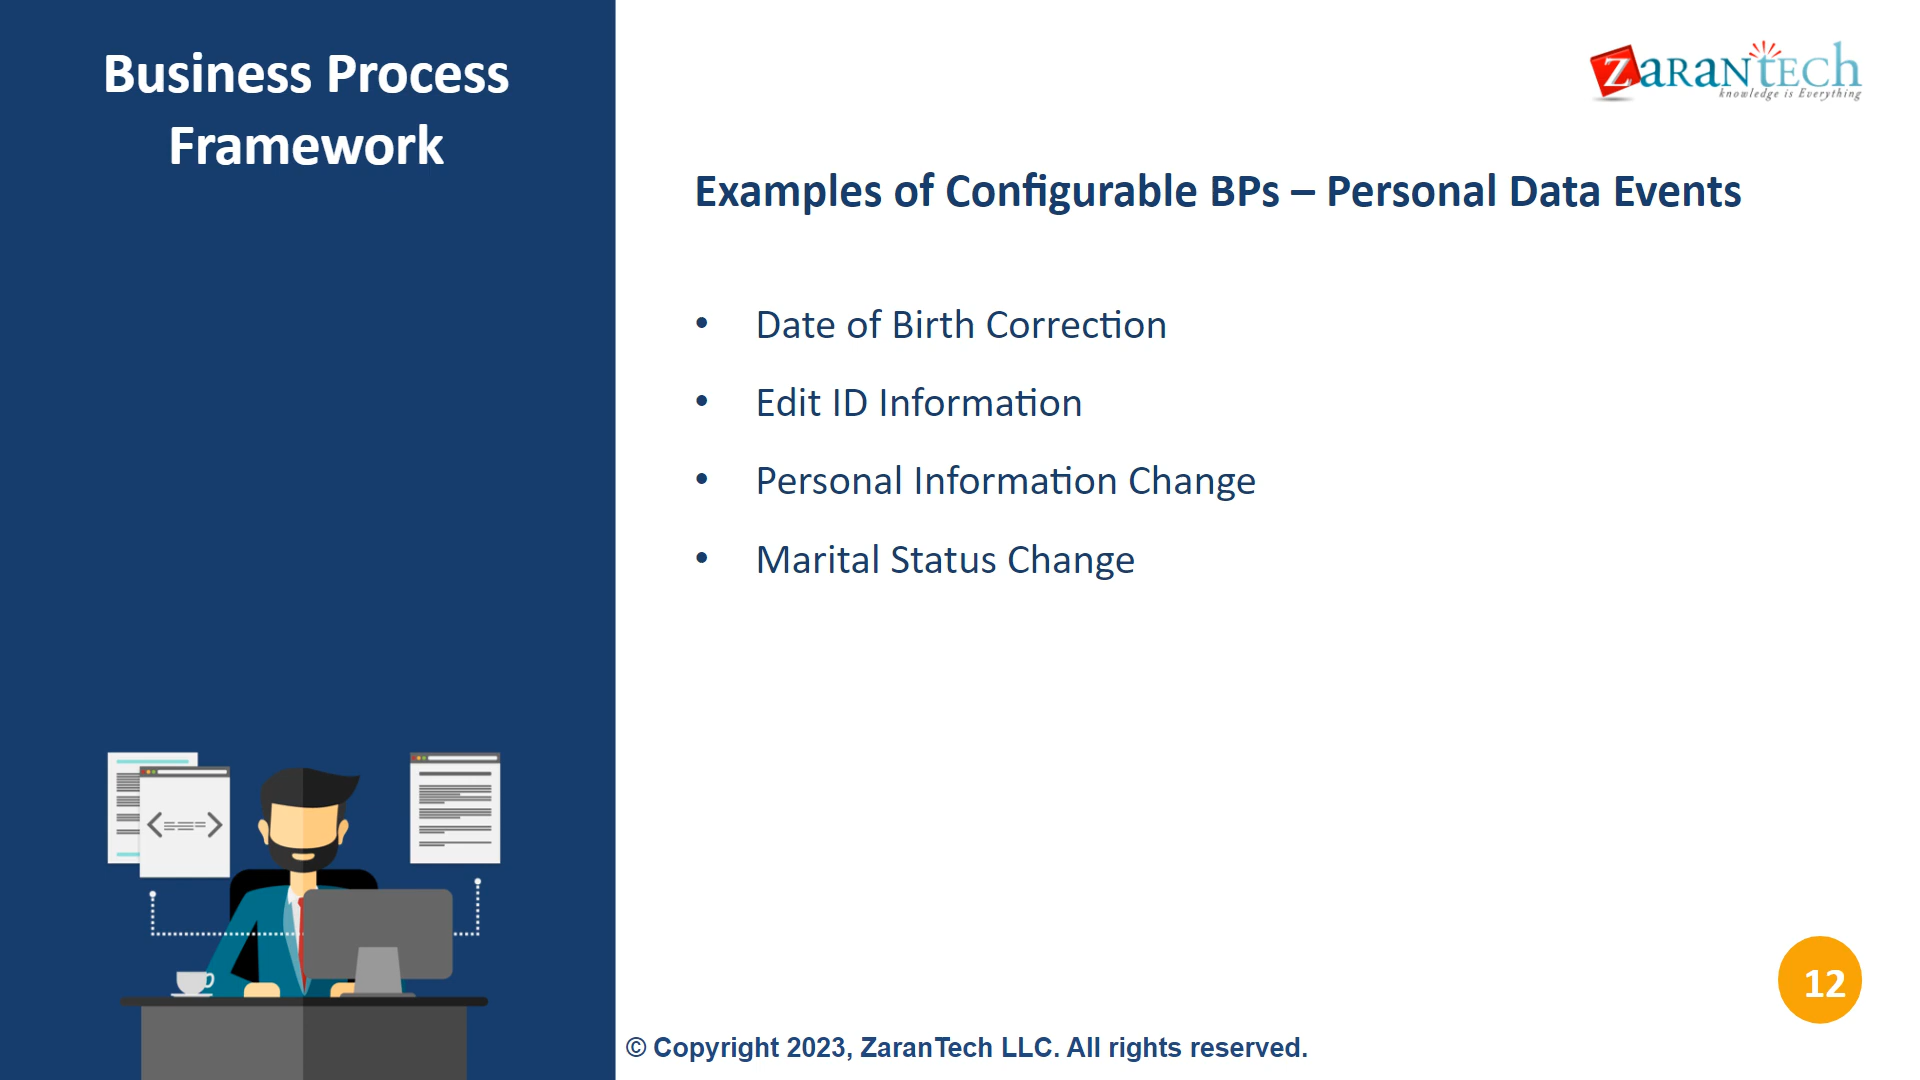 Business Process
Framework
ZaranTech
knowledge is Everything
Examples of Configurable BPs – Personal Data Events
• Date of Birth Correction
• Edit ID Information
• Personal Information Change
• Marital Status Change
12
© Copyright 2023, ZaranTech LLC. All rights reserved.